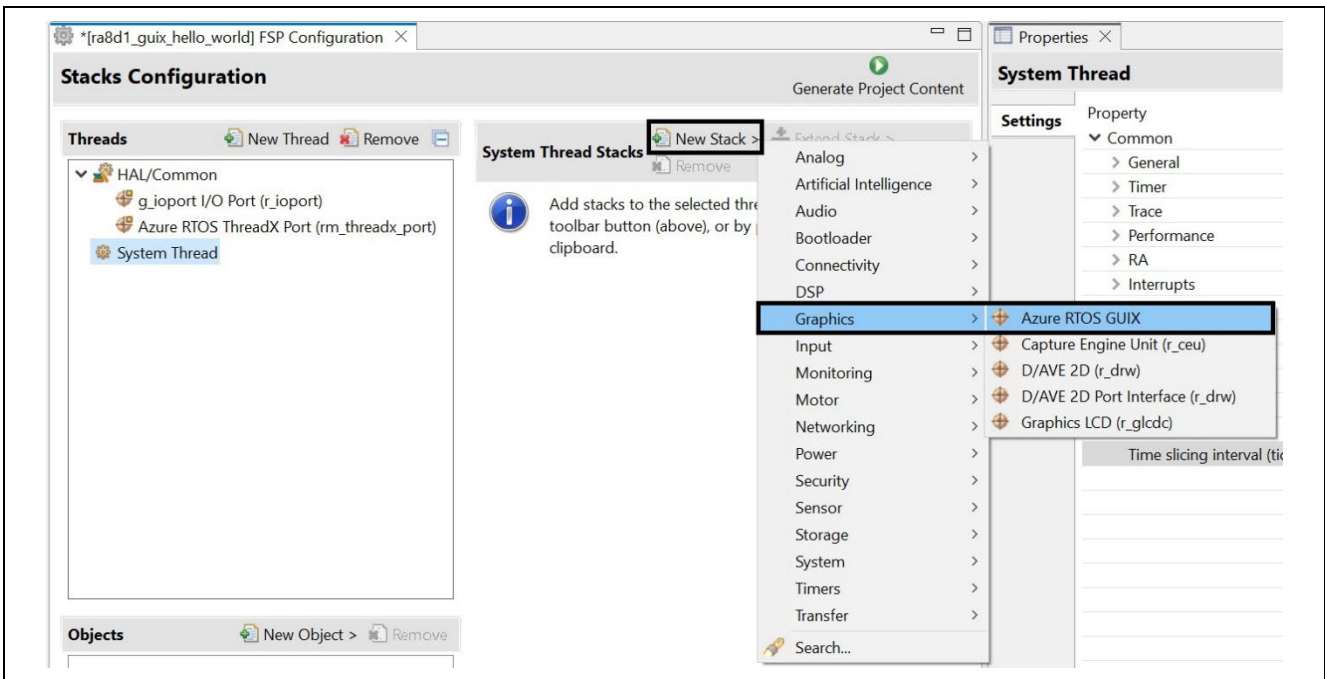 *[ra8d1_guix_hello_world] FSP Configuration
Stacks Configuration
Generate Project Content
Threads
New Thread
Remove
HAL/Common
g_ioport I/O Port (r_ioport)
Azure RTOS ThreadX Port (rm_threadx_port)
System Thread
Objects
New Object >
Remove
System Thread Stacks
New Stack >
Extend Stack >
Remove
Add stacks to the selected thre
toolbar button (above), or by
clipboard.
Analog
Artificial Intelligence
Audio
Bootloader
Connectivity
DSP
Graphics
Input
Monitoring
Motor
Networking
Power
Security
Sensor
Storage
System
Timers
Transfer
Search...
Azure RTOS GUIX
Capture Engine Unit (r_ceu)
D/AVE 2D (r_drw)
D/AVE 2D Port Interface (r_drw)
Graphics LCD (r_glcdc)
Properties
System Thread
Settings
Property
Common
General
Timer
Trace
Performance
RA
Interrupts
Time slicing interval (tic